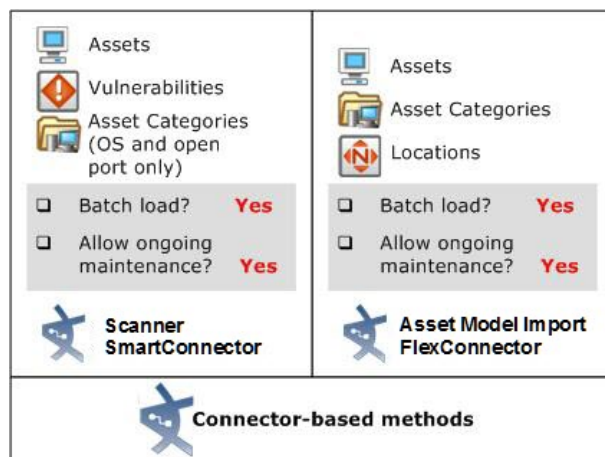 Assets
Vulnerabilities
Asset Categories
(OS and open
port only)
Batch load? Yes
Allow ongoing
maintenance? Yes
Scanner
SmartConnector
Assets
Asset Categories
N
Locations
Batch load? Yes
Allow ongoing
maintenance? Yes
Asset Model Import
FlexConnector
Connector-based methods